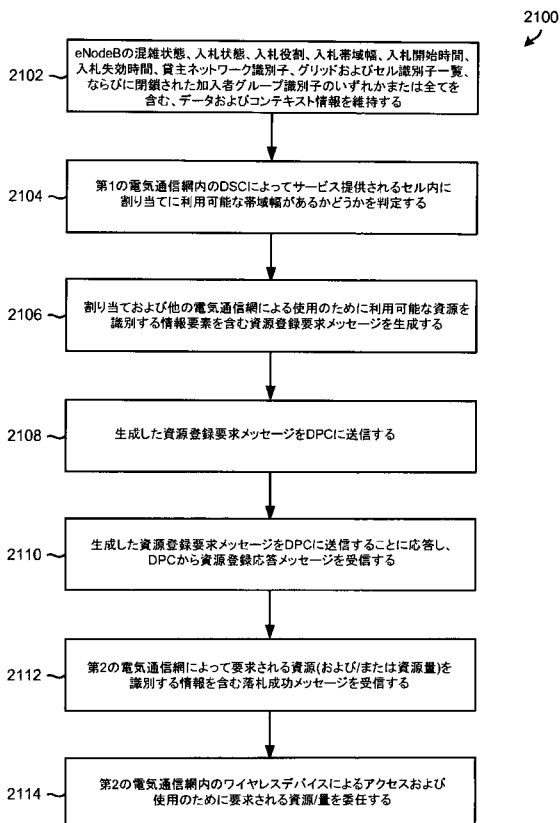 2100
2102
eNodeBの混雑状態、入札状態、入札役割、入札帯域幅、入札開始時間、
入札失効時間、貸主ネットワーク識別子、グリッドおよびセル識別子一覧、
ならびに閉鎖された加入者グループ識別子のいずれかまたは全てを
含む、データおよびコンテキスト情報を維持する
2104
第1の電気通信網内のDSCによってサービス提供されるセル内に
割り当てに利用可能な帯域幅があるかどうかを判定する
2106
割り当ておよび他の電気通信網による使用のために利用可能な資源を
識別する情報要素を含む資源登録要求メッセージを生成する
2108
生成した資源登録要求メッセージをDPCに送信する
2110
生成した資源登録要求メッセージをDPCに送信することに応答し、
DPCから資源登録応答メッセージを受信する
2112
第2の電気通信網によって要求される資源(および/または資源量)を
識別する情報を含む落札成功メッセージを受信する
2114
第2の電気通信網内のワイヤレスデバイスによるアクセスおよび
使用のために要求される資源/量を委任する